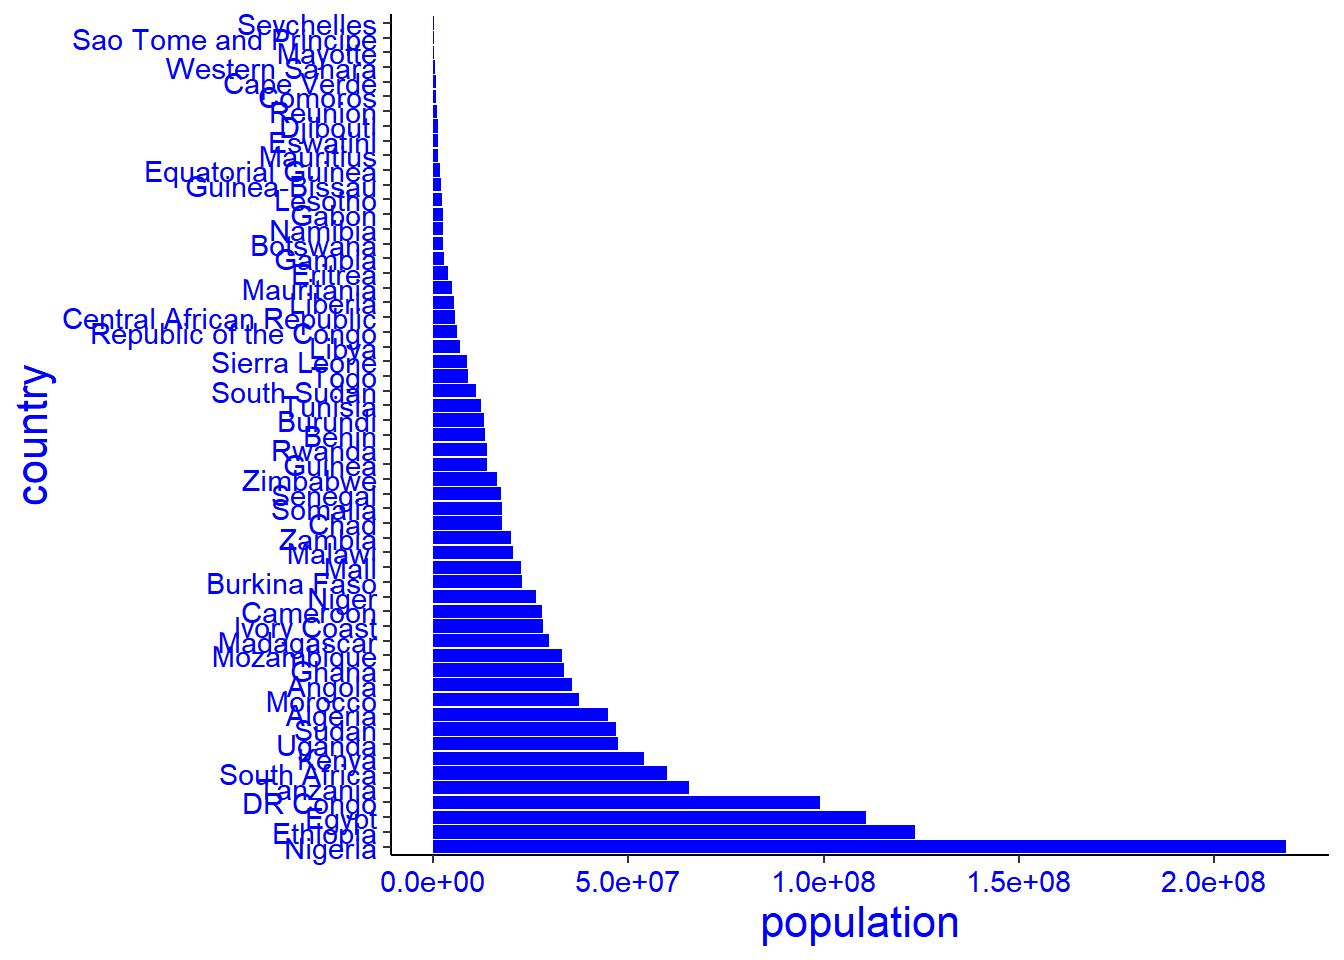 Seychelles
Sao Tome and Principe
Mayotte
Western Sahara
Cape Verde
Comoros
Reunion
Djibouti
Eswatini
Mauritius
Equatorial Guinea
Guinea-Bissau
Lesotho
Gabon
Namibia
Botswana
Gambia
Eritrea
Mauritania
Liberia
Central African Republic
Republic of the Congo
Libya
Sierra Leone
Togo
South Sudan
Tunisia
Burundi
Benin
Rwanda
Guinea
Zimbabwe
Senegal
Somalia
Chad
Zambia
Malawi
Mali
Burkina Faso
Niger
Cameroon
Ivory Coast
Madagascar
Mozambique
Ghana
Angola
Morocco
Algeria
Sudan
Uganda
Kenya
South Africa
Tanzania
DR Congo
Egypt
Ethiopia
Nigeria
country
0.0e+00 5.0e+07 1.0e+08 1.5e+08 2.0e+08
population